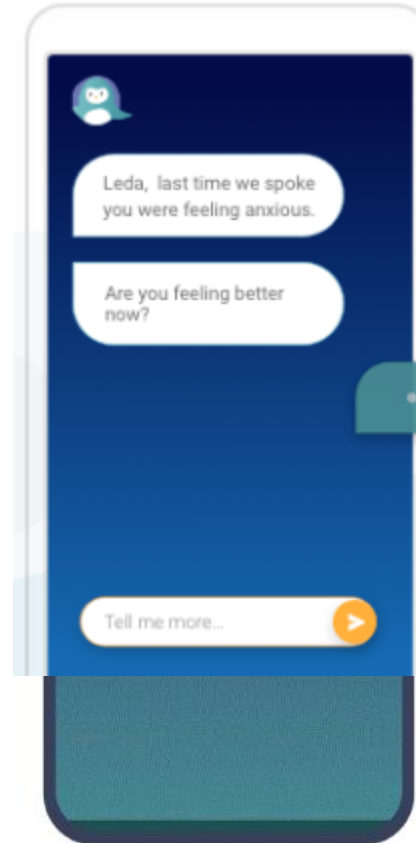 Leda,  last time we spoke
you were feeling anxious.
Are you feeling better
now?
Tell me more...